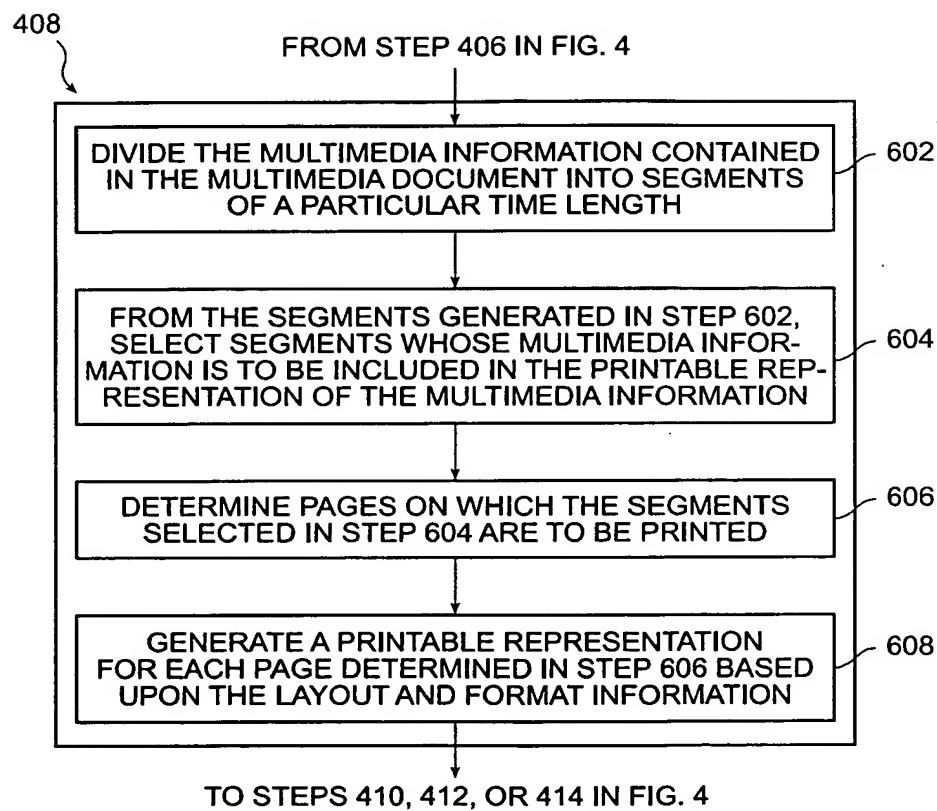 408
FROM STEP 406 IN FIG. 4
DIVIDE THE MULTIMEDIA INFORMATION CONTAINED
IN THE MULTIMEDIA DOCUMENT INTO SEGMENTS
OF A PARTICULAR TIME LENGTH
602
FROM THE SEGMENTS GENERATED IN STEP 602,
SELECT SEGMENTS WHOSE MULTIMEDIA INFOR-
MATION IS TO BE INCLUDED IN THE PRINTABLE REP-
RESENTATION OF THE MULTIMEDIA INFORMATION
604
DETERMINE PAGES ON WHICH THE SEGMENTS
SELECTED IN STEP 604 ARE TO BE PRINTED
606
GENERATE A PRINTABLE REPRESENTATION
FOR EACH PAGE DETERMINED IN STEP 606 BASED
UPON THE LAYOUT AND FORMAT INFORMATION
608
TO STEPS 410, 412, OR 414 IN FIG. 4